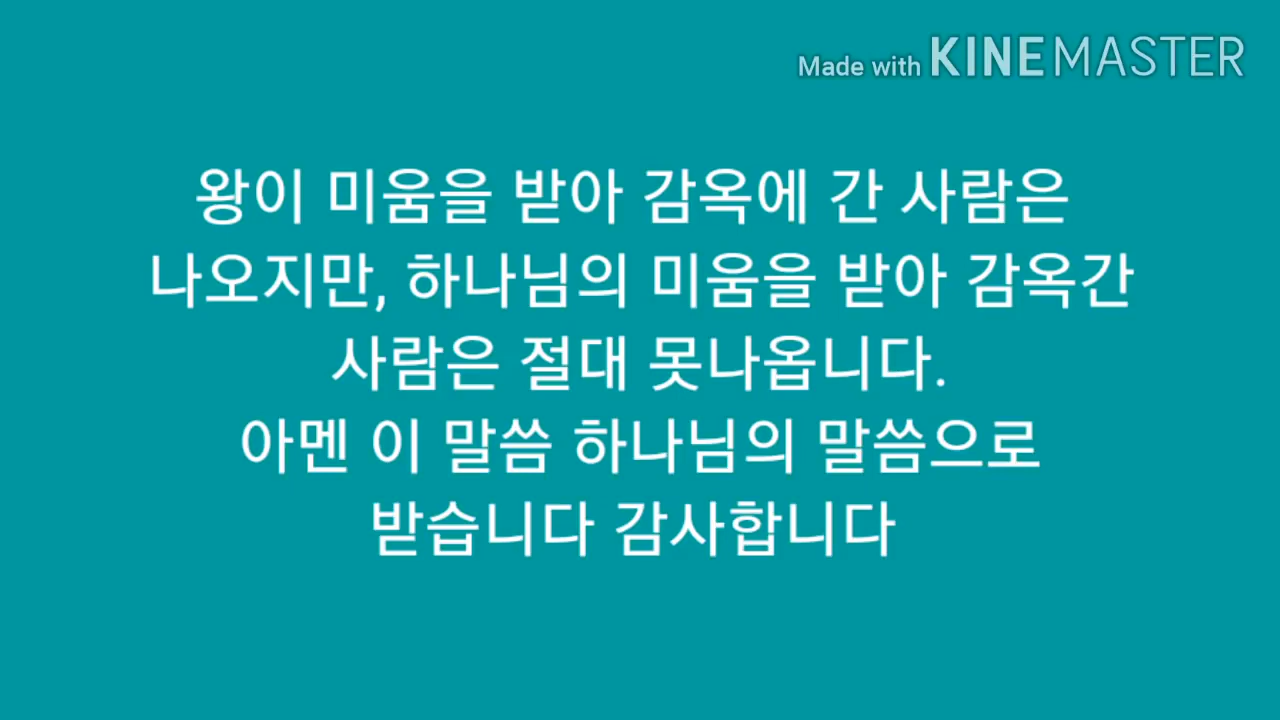 Made with KINEMASTER
왕이 미움을 받아 감옥에 간 사람은
나오지만, 하나님의 미움을 받아 감옥간
사람은 절대 못나옵니다.
아멘 이 말씀 하나님의 말씀으로
받습니다 감사합니다